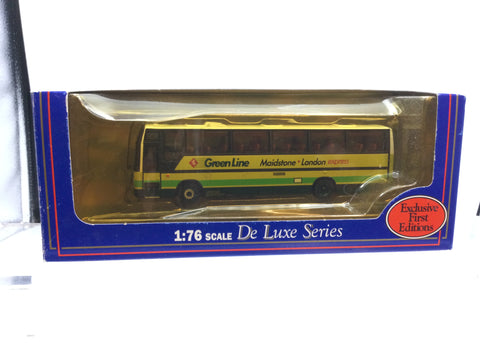 Green Line Maidstone London express
1:76 SCALE De Luxe Series
Exclusive
First
Editions